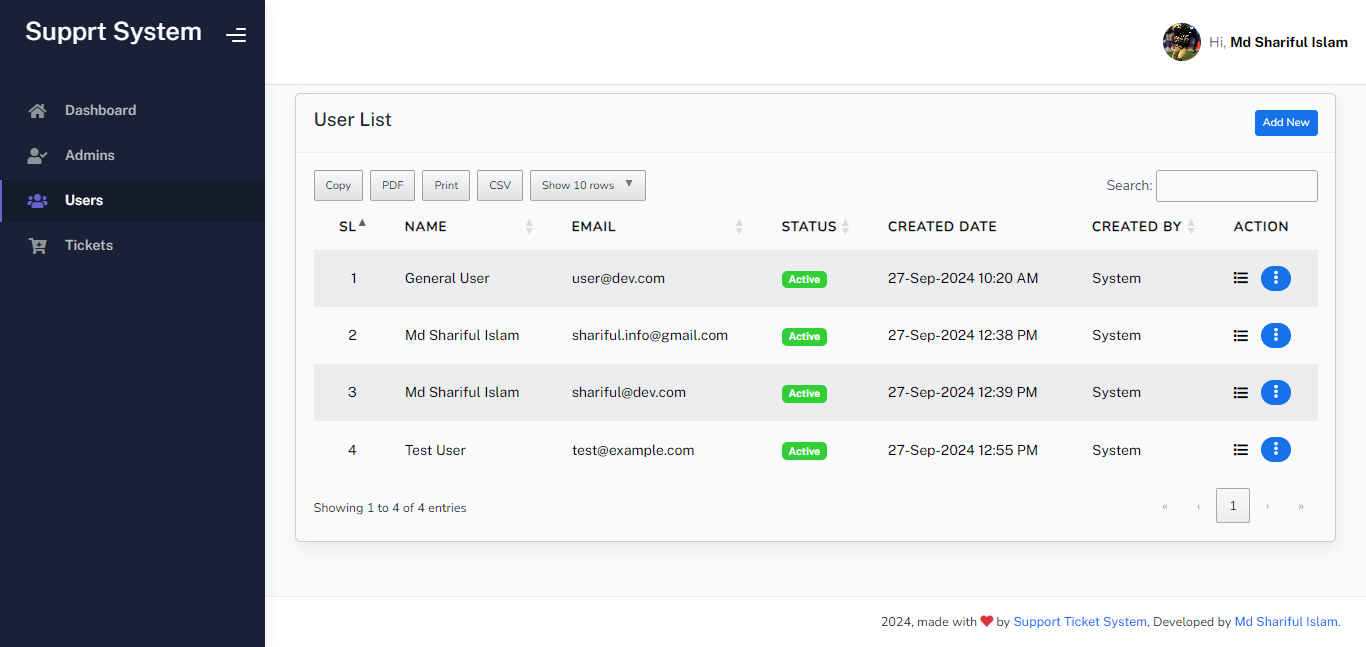 Supprt System
Hi, Md Shariful Islam
Dashboard
Admins
Users
Tickets
User List
Add New
Copy PDF Print CSV Show 10 rows ▼
Search:
SL NAME EMAIL STATUS CREATED DATE CREATED BY ACTION
1 General User user@dev.com Active 27-Sep-2024 10:20 AM System
2 Md Shariful Islam shariful.info@gmail.com Active 27-Sep-2024 12:38 PM System
3 Md Shariful Islam shariful@dev.com Active 27-Sep-2024 12:39 PM System
4 Test User test@example.com Active 27-Sep-2024 12:55 PM System
Showing 1 to 4 of 4 entries
« ‹ 1 › »
2024, made with ❤ by Support Ticket System, Developed by Md Shariful Islam.